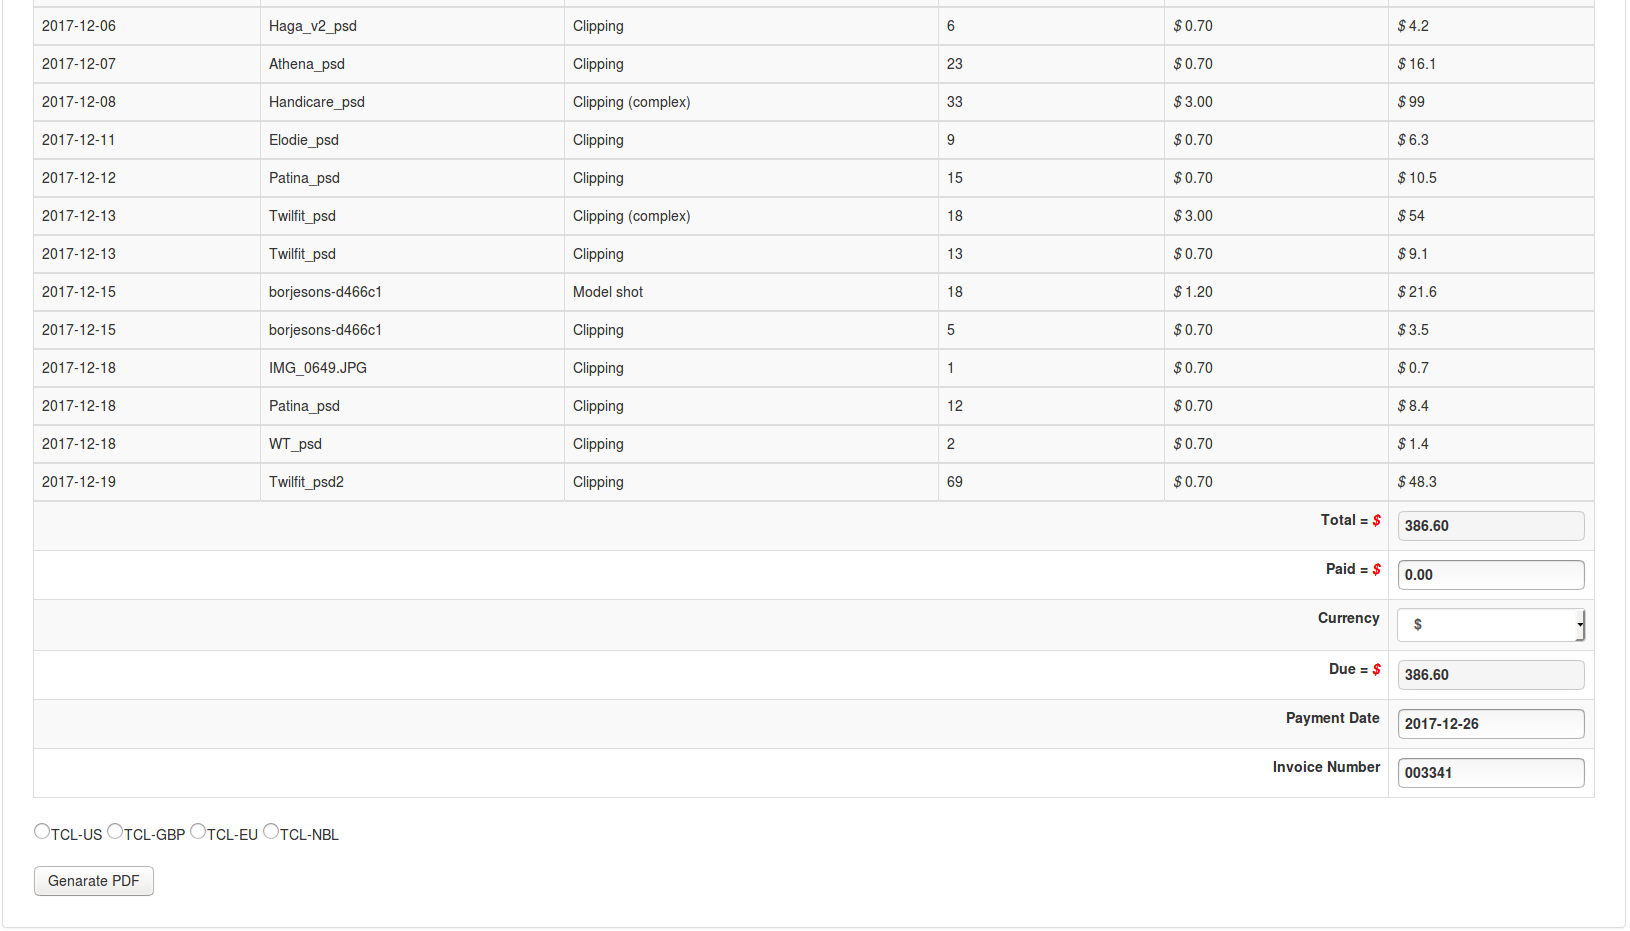 2017-12-06 Haga_v2_psd Clipping 6 $ 0.70 $ 4.2
2017-12-07 Athena_psd Clipping 23 $ 0.70 $ 16.1
2017-12-08 Handicare_psd Clipping (complex) 33 $ 3.00 $ 99
2017-12-11 Elodie_psd Clipping 9 $ 0.70 $ 6.3
2017-12-12 Patina_psd Clipping 15 $ 0.70 $ 10.5
2017-12-13 Twilfit_psd Clipping (complex) 18 $ 3.00 $ 54
2017-12-13 Twilfit_psd Clipping 13 $ 0.70 $ 9.1
2017-12-15 borjesons-d466c1 Model shot 18 $ 1.20 $ 21.6
2017-12-15 borjesons-d466c1 Clipping 5 $ 0.70 $ 3.5
2017-12-18 IMG_0649.JPG Clipping 1 $ 0.70 $ 0.7
2017-12-18 Patina_psd Clipping 12 $ 0.70 $ 8.4
2017-12-18 WT_psd Clipping 2 $ 0.70 $ 1.4
2017-12-19 Twilfit_psd2 Clipping 69 $ 0.70 $ 48.3
Total = $ 386.60
Paid = $ 0.00
Currency $
Due = $ 386.60
Payment Date 2017-12-26
Invoice Number 003341
TCL-US TCL-GBP TCL-EU TCL-NBL
Genarate PDF